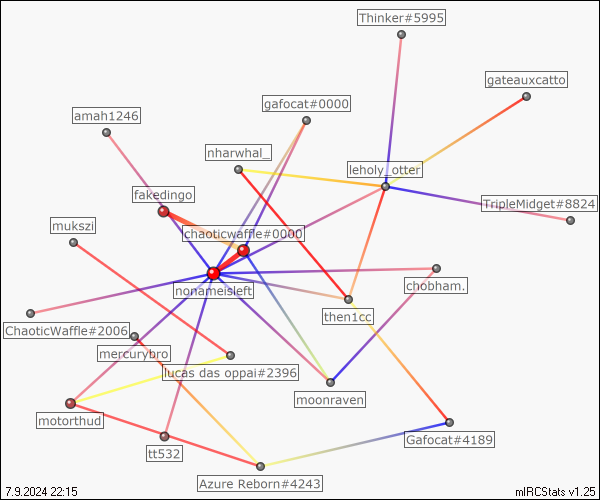 Thinker#5995
gateauxcatto
gafocat#0000
amah1246
nharwhal_
leholy_otter
fakedingo
TripleMidget#8824
mukszi
chaoticwaffle#0000
chobham.
nonameisleft
then1cc
ChaoticWaffle#2006
mercurybro
lucas das oppai#2396
moonraven
motorthud
Gafocat#4189
tt532
Azure Reborn#4243
7.9.2024 22:15
mIRCStats v1.25